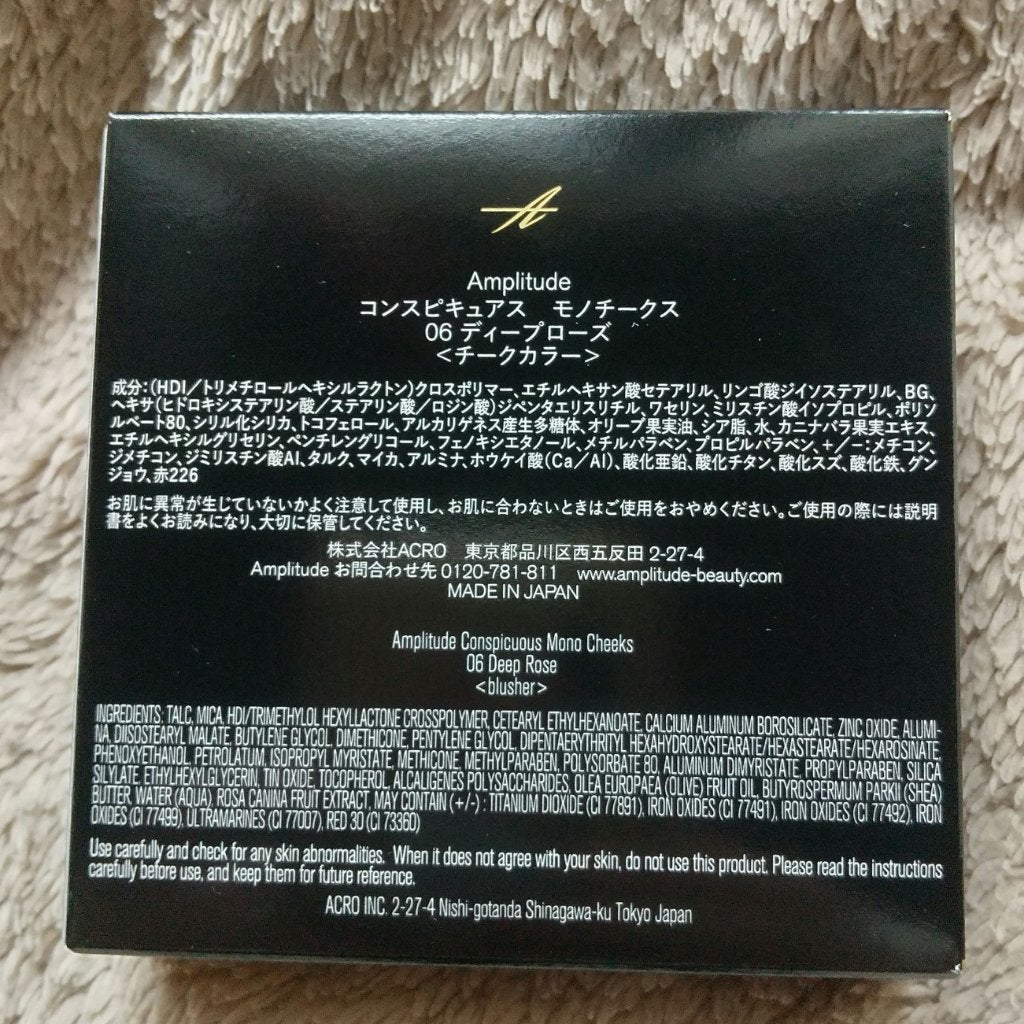 A
Amplitude
コンスピキュアス　モノチークス
06 ディープローズ
<チークカラー>
成分:(HDI/トリメチロールヘキシルラクトン)クロスポリマー、エチルヘキサン酸セテアリル、リンゴ酸ジイソステアリル、BG、
ヘキサ(ヒドロキシステアリン酸/ステアリン酸/ロジン酸)ジペンタエリスリチル、ワセリン、ミリスチン酸イソプロピル、ポリソ
ルベート80、シリル化シリカ、トコフェロール、アルカリゲネス産生多糖体、オリーブ果実油、シア脂、水、カニナバラ果実エキス、
エチルヘキシルグリセリン、ペンチレングリコール、フェノキシエタノール、メチルパラベン、プロピルパラベン、+/−:メチコン、
ジメチコン、ジミリスチン酸Al、タルク、マイカ、アルミナ、ホウケイ酸(Ca/Al)、酸化亜鉛、酸化チタン、酸化スズ、酸化鉄、グン
ジョウ、赤226
お肌に異常が生じていないかよく注意して使用し、お肌に合わないときはご使用をおやめください。ご使用の際には説明
書をよくお読みになり、大切に保管してください。
株式会社ACRO　東京都品川区西五反田 2-27-4
Amplitude お問合わせ先 0120-781-811　www.amplitude-beauty.com
MADE IN JAPAN
Amplitude Conspicuous Mono Cheeks
06 Deep Rose
<blusher>
INGREDIENTS: TALC, MICA, HDI/TRIMETHYLOL HEXYLLACTONE CROSSPOLYMER, CETEARYL ETHYLHEXANOATE, CALCIUM ALUMINUM BOROSILICATE, ZINC OXIDE, ALUMI-
NA, DIISOSTEARYL MALATE, BUTYLENE GLYCOL, DIMETHICONE, PENTYLENE GLYCOL, DIPENTAERYTHRITYL HEXAHYDROXYSTEARATE/HEXASTEARATE/HEXAROSINATE,
PHENOXYETHANOL, PETROLATUM, ISOPROPYL MYRISTATE, METHICONE, METHYLPARABEN, POLYSORBATE 80, ALUMINUM DIMYRISTATE, PROPYLPARABEN, SILICA
SILYLATE, ETHYLHEXYLGLYCERIN, TIN OXIDE, TOCOPHEROL, ALCALIGENES POLYSACCHARIDES, OLEA EUROPAEA (OLIVE) FRUIT OIL, BUTYROSPERMUM PARKII (SHEA)
BUTTER, WATER (AQUA), ROSA CANINA FRUIT EXTRACT, MAY CONTAIN (+/-) : TITANIUM DIOXIDE (CI 77891), IRON OXIDES (CI 77491), IRON OXIDES (CI 77492), IRON
OXIDES (CI 77499), ULTRAMARINES (CI 77007), RED 30 (CI 73360)
Use carefully and check for any skin abnormalities. When it does not agree with your skin, do not use this product. Please read the instructions
carefully before use, and keep them for future reference.
ACRO INC. 2-27-4 Nishi-gotanda Shinagawa-ku Tokyo Japan